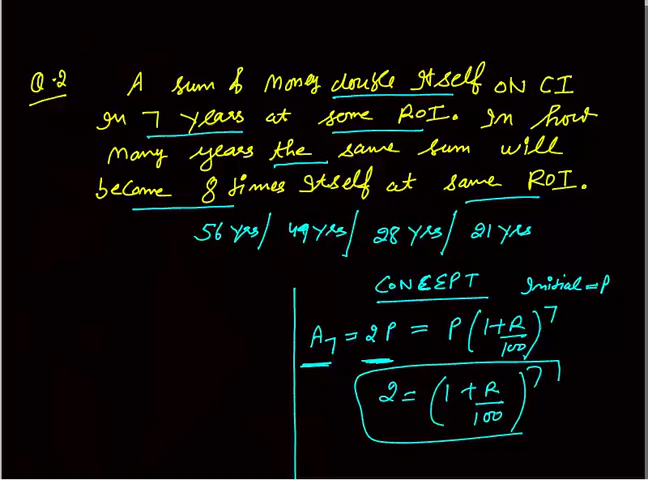 Q.2 A sum of Money double Itself ON CI
In 7 years at some ROI. In how
Many years the same sum will
become 8 times Itself at same ROI.
56 yrs/ 49 yrs/ 28 yrs/ 21 yrs
CONCEPT Initial = P
A7 = 2P = P(1+R/100)^7
2 = (1+R/100)^7